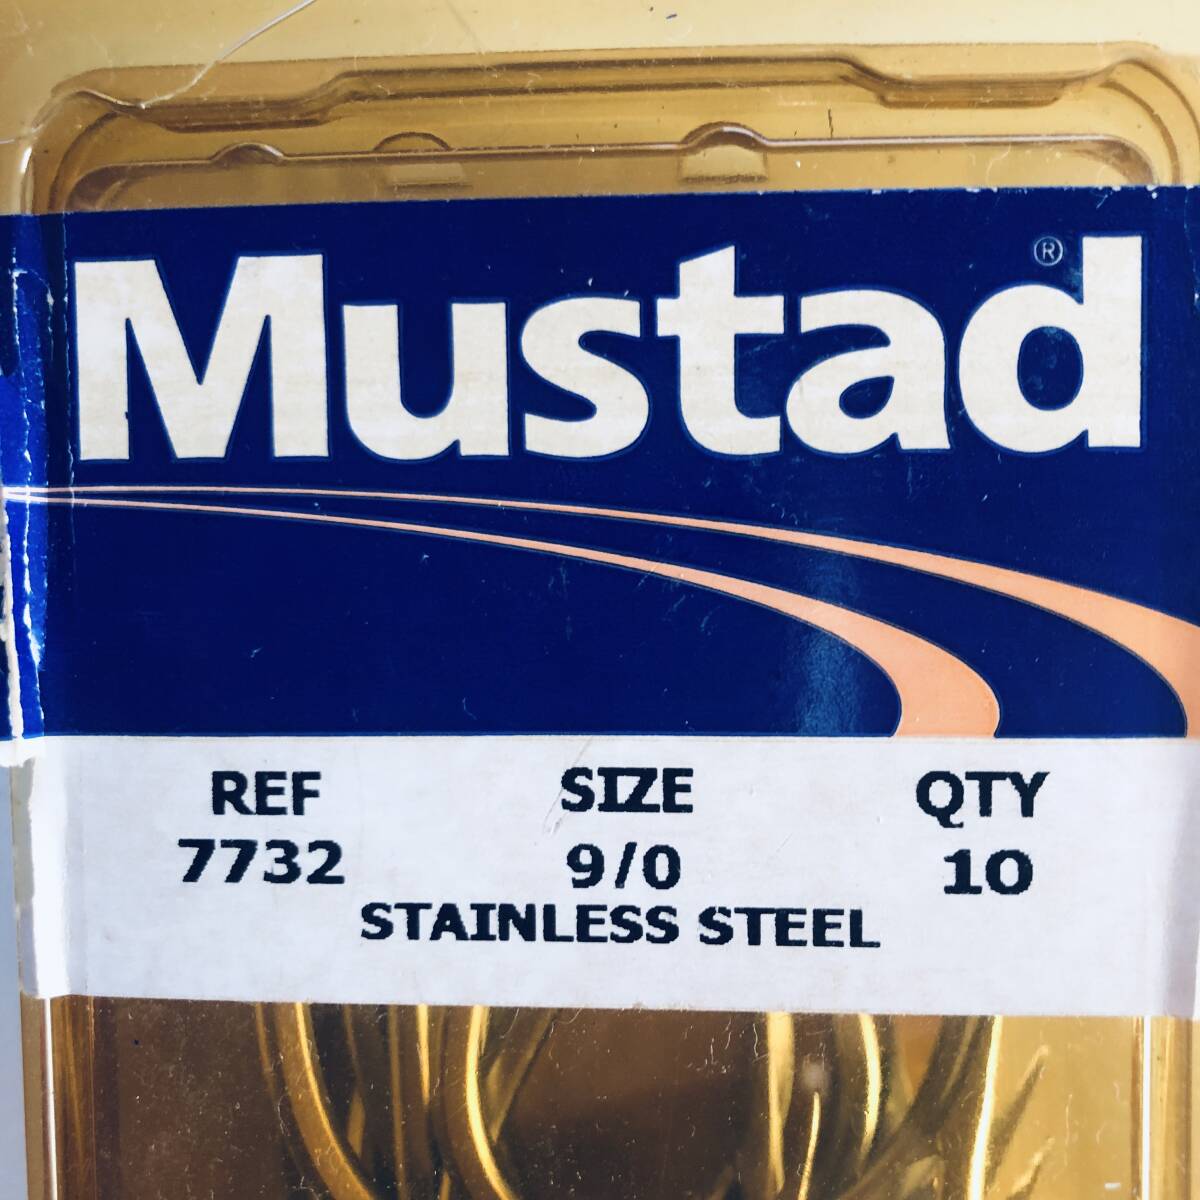 Mustad®
REF SIZE QTY
7732 9/0 10
STAINLESS STEEL